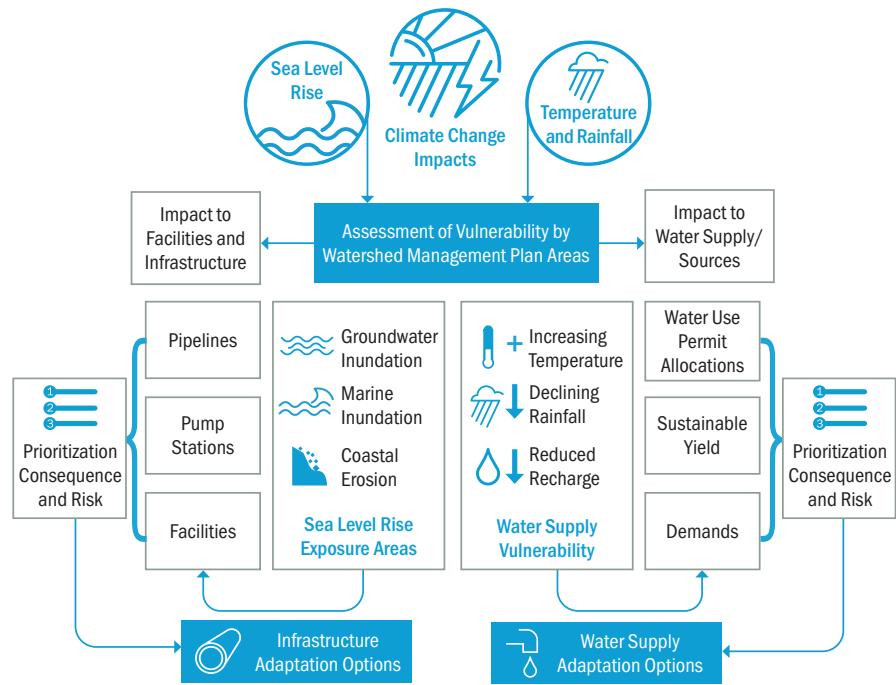 Sea Level
Rise
Climate Change
Impacts
Temperature
and Rainfall
Impact to
Facilities and
Infrastructure
Assessment of Vulnerability by
Watershed Management Plan Areas
Impact to
Water Supply/
Sources
1
2
3
Prioritization
Consequence
and Risk
Pipelines
Pump
Stations
Facilities
Groundwater
Inundation
Marine
Inundation
Coastal
Erosion
Sea Level Rise
Exposure Areas
+ Increasing
Temperature
Declining
Rainfall
Reduced
Recharge
Water Supply
Vulnerability
Water Use
Permit
Allocations
Sustainable
Yield
Demands
1
2
3
Prioritization
Consequence
and Risk
Infrastructure
Adaptation Options
Water Supply
Adaptation Options